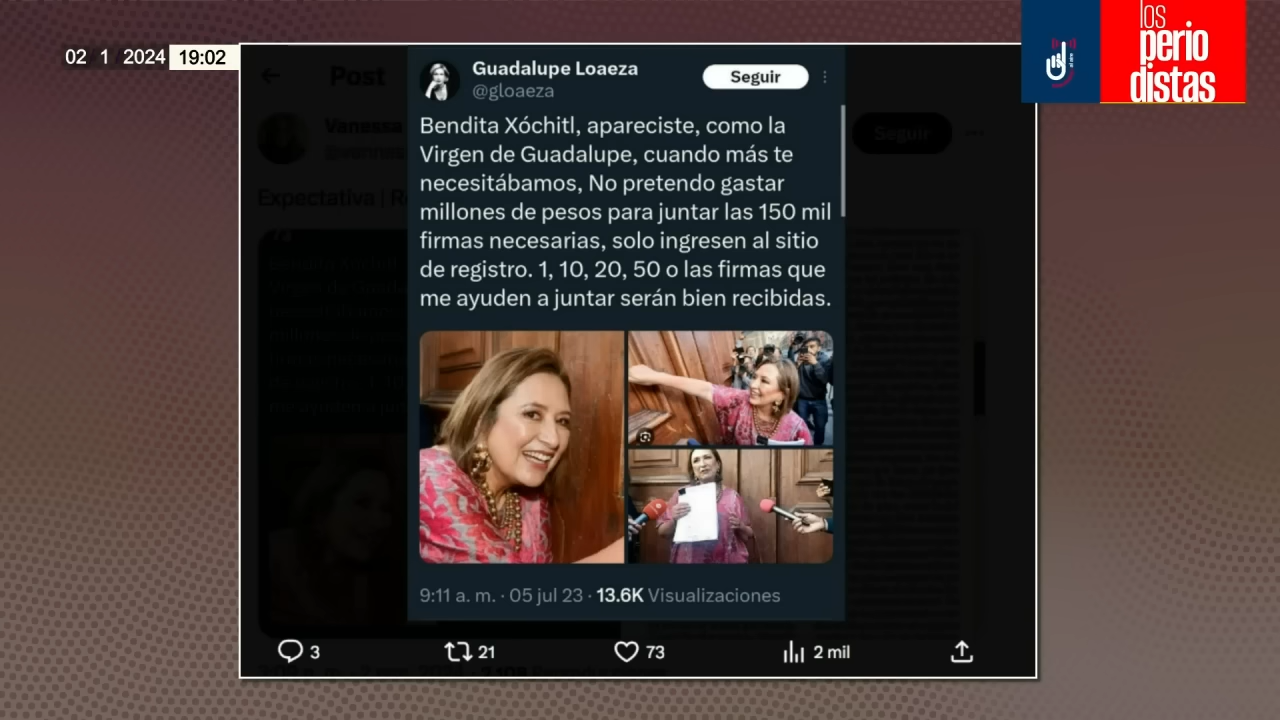 02 1 2024 19:02
los
perio
distas
Post
Guadalupe Loaeza
@gloaeza
Seguir
Bendita Xóchitl, apareciste, como la
Virgen de Guadalupe, cuando más te
necesitábamos, No pretendo gastar
millones de pesos para juntar las 150 mil
firmas necesarias, solo ingresen al sitio
de registro. 1, 10, 20, 50 o las firmas que
me ayuden a juntar serán bien recibidas.
Vanessa
Seguir
Expectativa
9:11 a. m. · 05 jul 23 · 13.6K Visualizaciones
3 21 73 2 mil